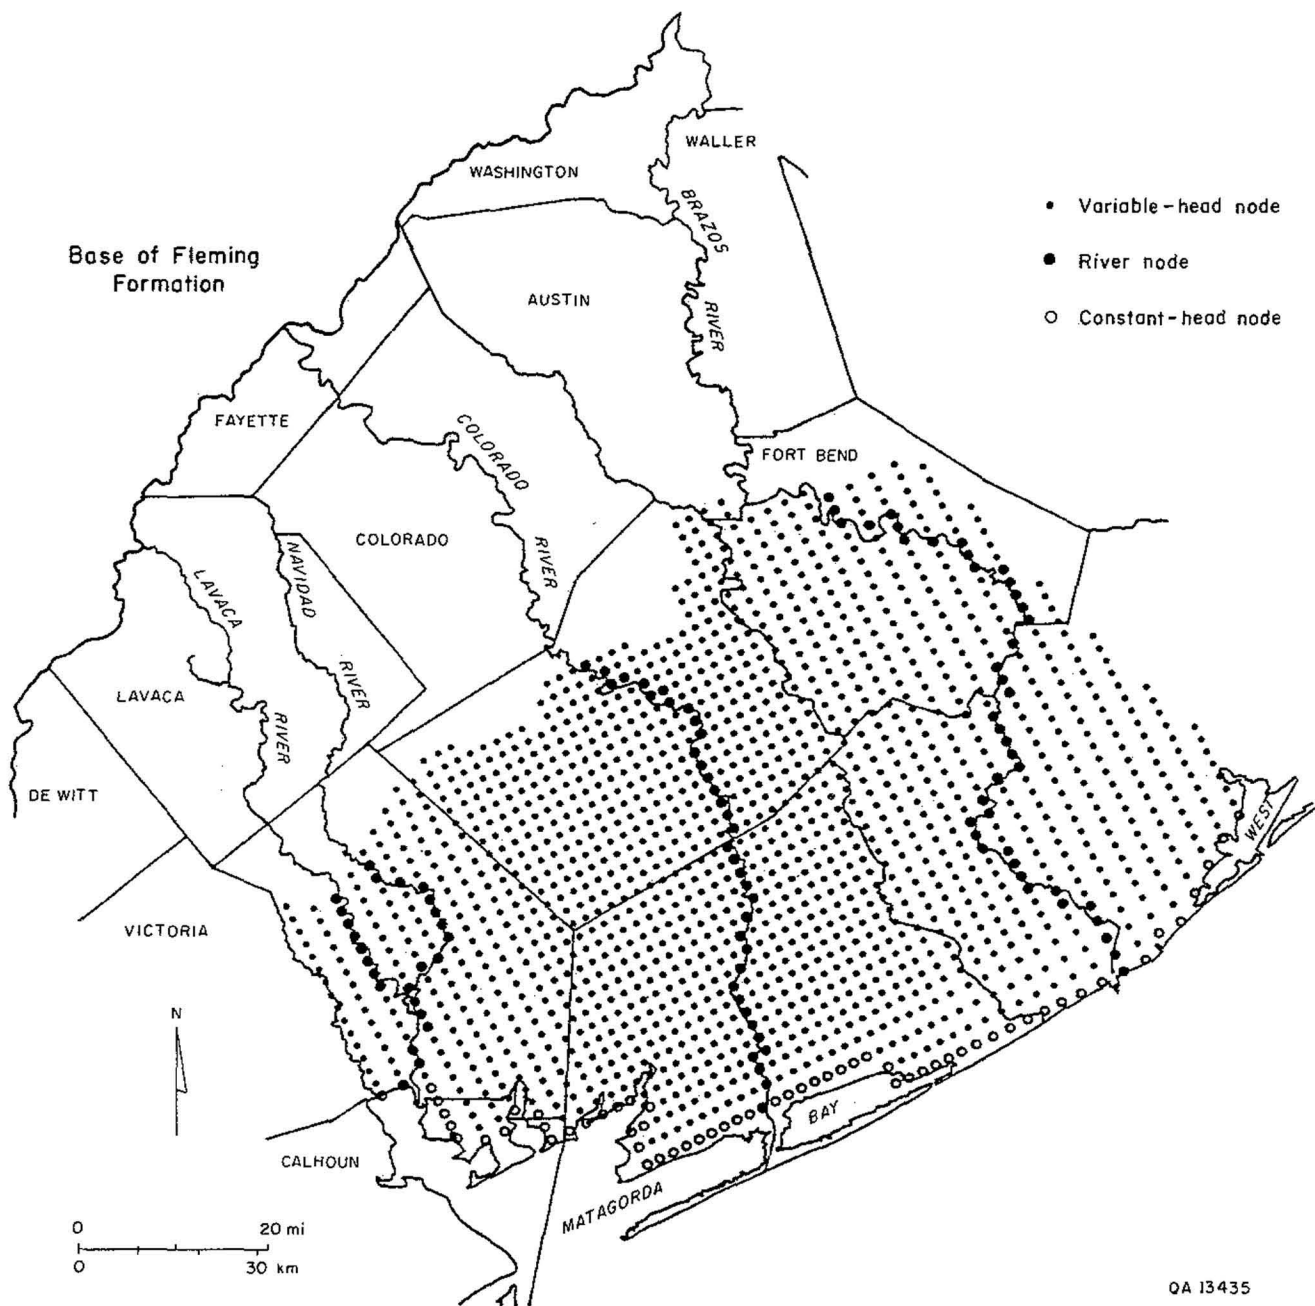 WALLER
WASHINGTON
BRAZOS
RIVER
Variable-head node
River node
Constant-head node
Base of Fleming
Formation
AUSTIN
FAYETTE
COLORADO
RIVER
FORT BEND
COLORADO
NAVIDAD
RIVER
LAVACA
RIVER
LAVACA
DE WITT
VICTORIA
WEST
N
BAY
CALHOUN
MATAGORDA
0 20 mi
0 30 km
QA 13435